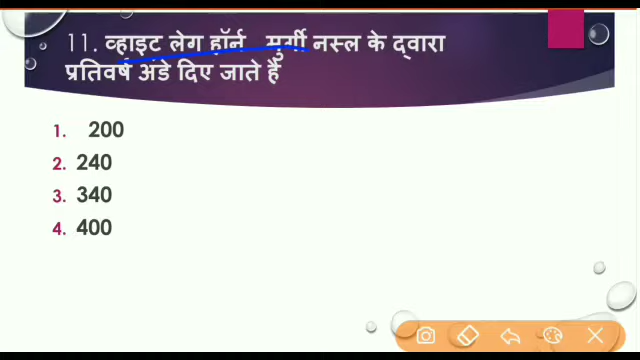 11. व्हाइट लेग हॉर्न मुर्गी नस्ल के द्वारा
प्रतिवर्ष अंडे दिए जाते हैं
1. 200
2. 240
3. 340
4. 400